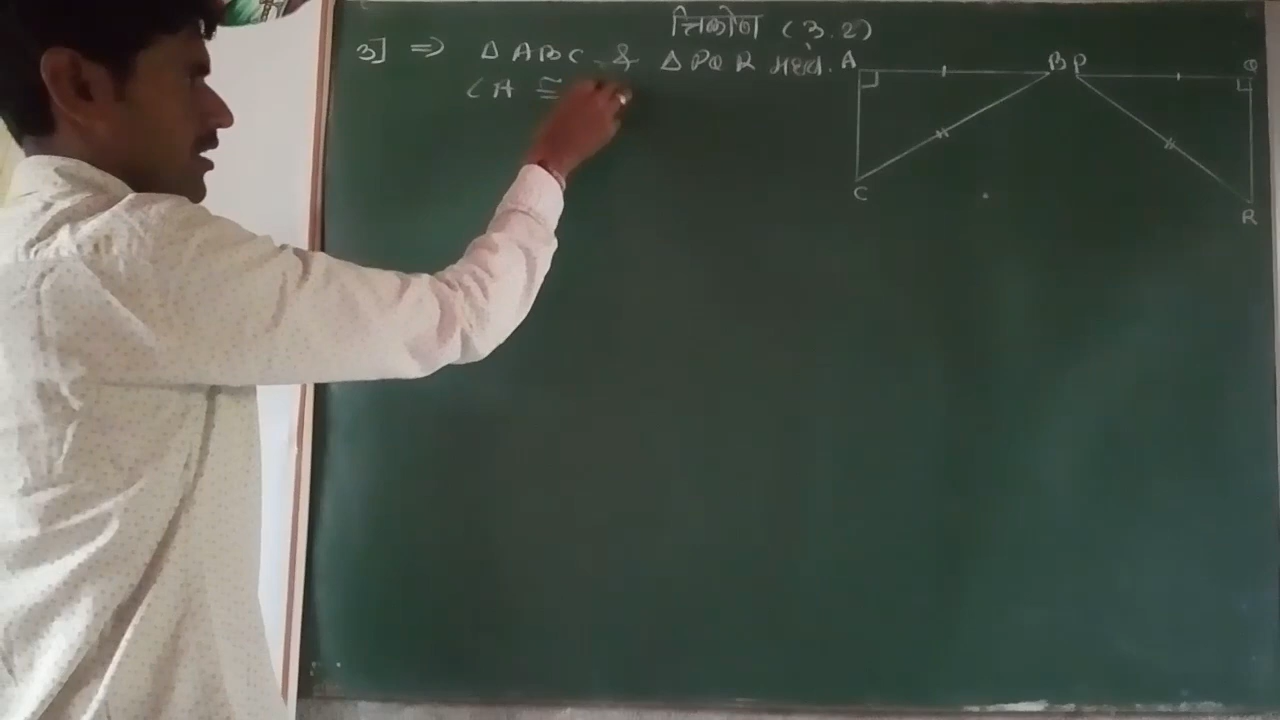 त्रिकोण (3.2)
3] ⇒ △ ABC & △ PQR मध्ये.
∠A ≅
A B
C
P Q
R